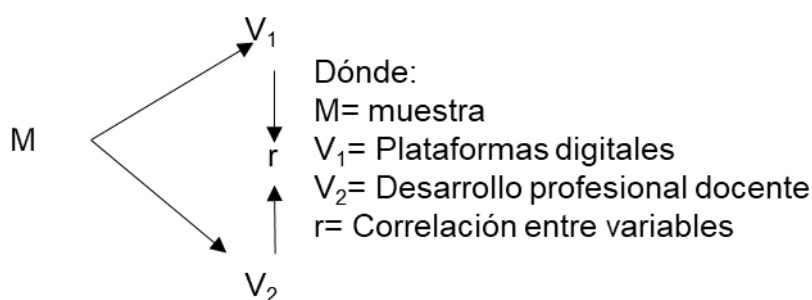 V₁
M
r
V₂
Dónde:
M= muestra
V₁= Plataformas digitales
V₂= Desarrollo profesional docente
r= Correlación entre variables